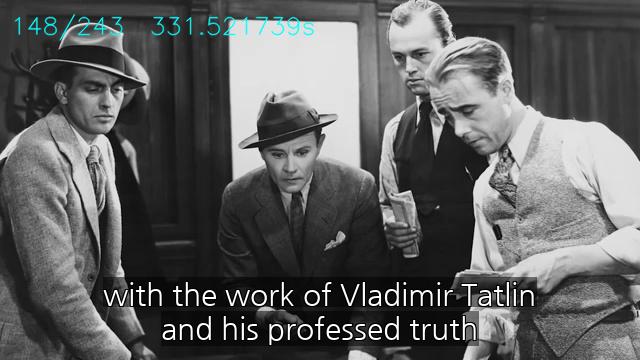 148/243 331.521739s
with the work of Vladimir Tatlin
and his professed truth